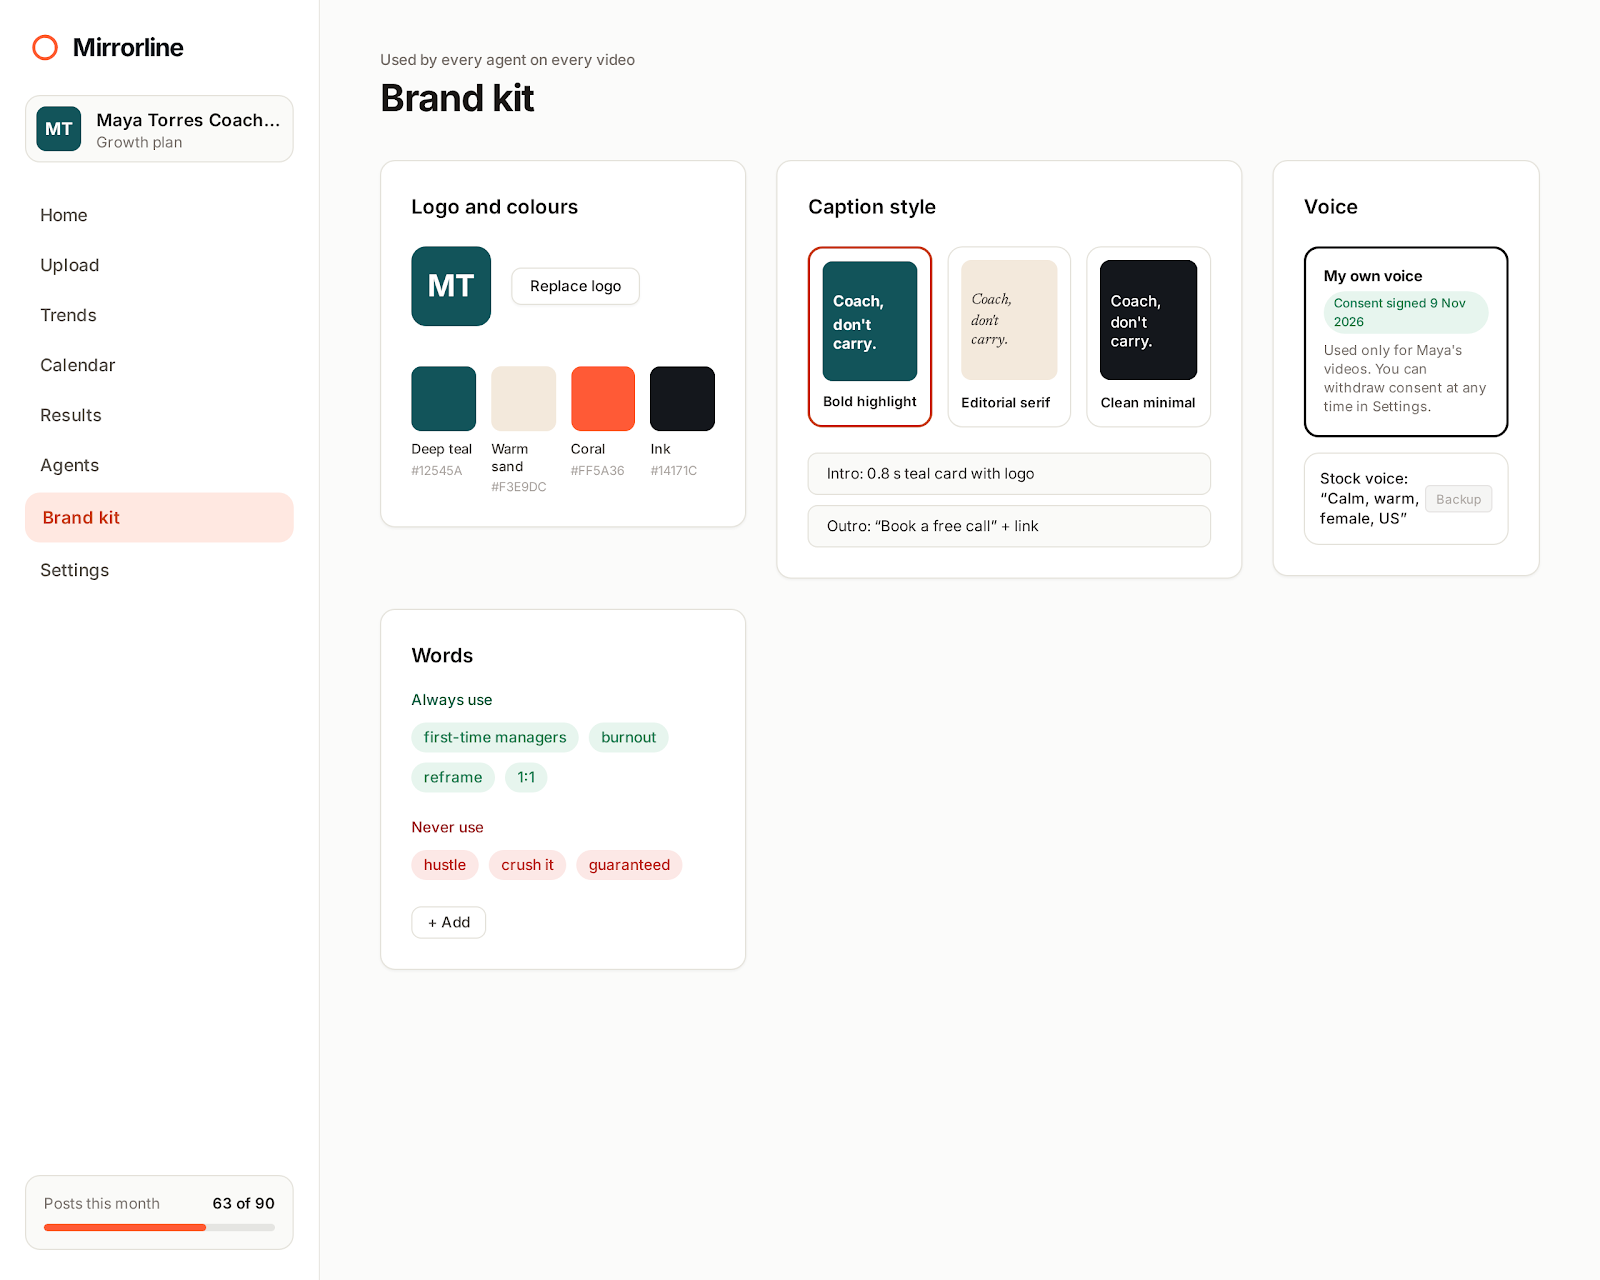 Mirrorline
MT
Maya Torres Coach...
Growth plan
Home
Upload
Trends
Calendar
Results
Agents
Brand kit
Settings
Posts this month
63 of 90
Used by every agent on every video
Brand kit
Logo and colours
MT
Replace logo
Deep teal
#12545A
Warm
sand
#F3E9DC
Coral
#FF5A36
Ink
#14171C
Caption style
Coach,
don't
carry.
Bold highlight
Coach,
don't
carry.
Editorial serif
Coach,
don't
carry.
Clean minimal
Intro: 0.8 s teal card with logo
Outro: “Book a free call” + link
Voice
My own voice
Consent signed 9 Nov
2026
Used only for Maya's
videos. You can
withdraw consent at any
time in Settings.
Stock voice:
“Calm, warm,
female, US”
Backup
Words
Always use
first-time managers
burnout
reframe
1:1
Never use
hustle
crush it
guaranteed
+ Add